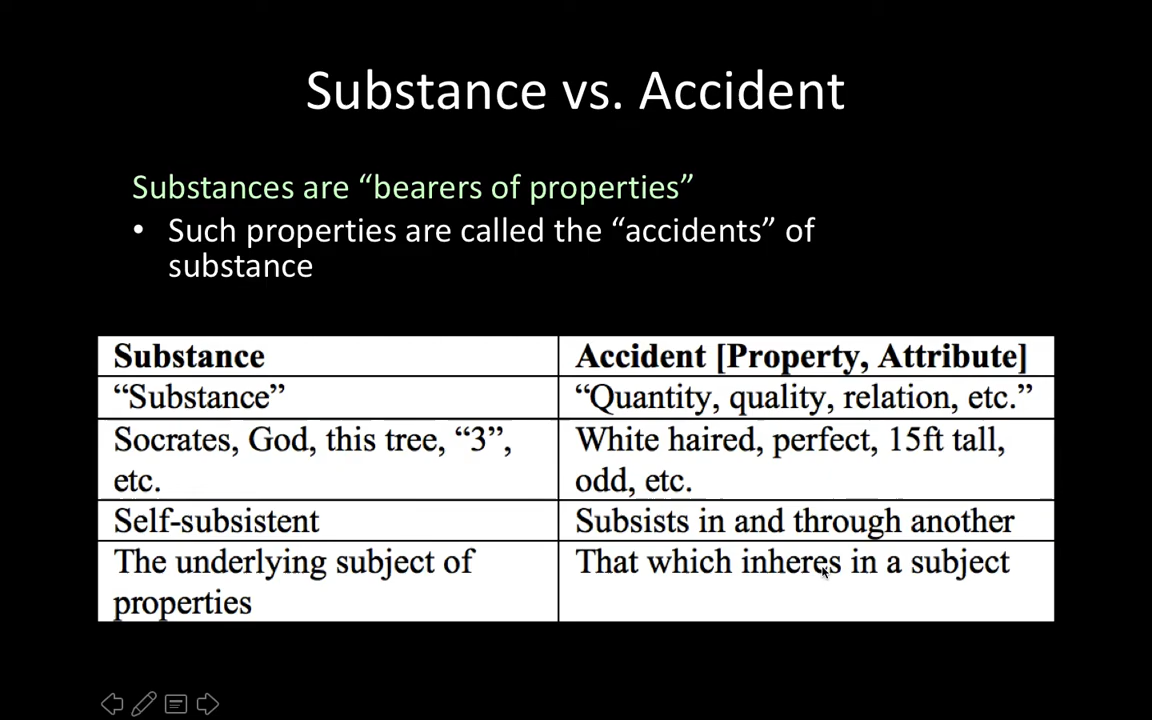 Substance vs. Accident
Substances are “bearers of properties”
• Such properties are called the “accidents” of
substance
Substance
Accident [Property, Attribute]
“Substance”
“Quantity, quality, relation, etc.”
Socrates, God, this tree, “3”,
etc.
White haired, perfect, 15ft tall,
odd, etc.
Self-subsistent
Subsists in and through another
The underlying subject of
properties
That which inheres in a subject